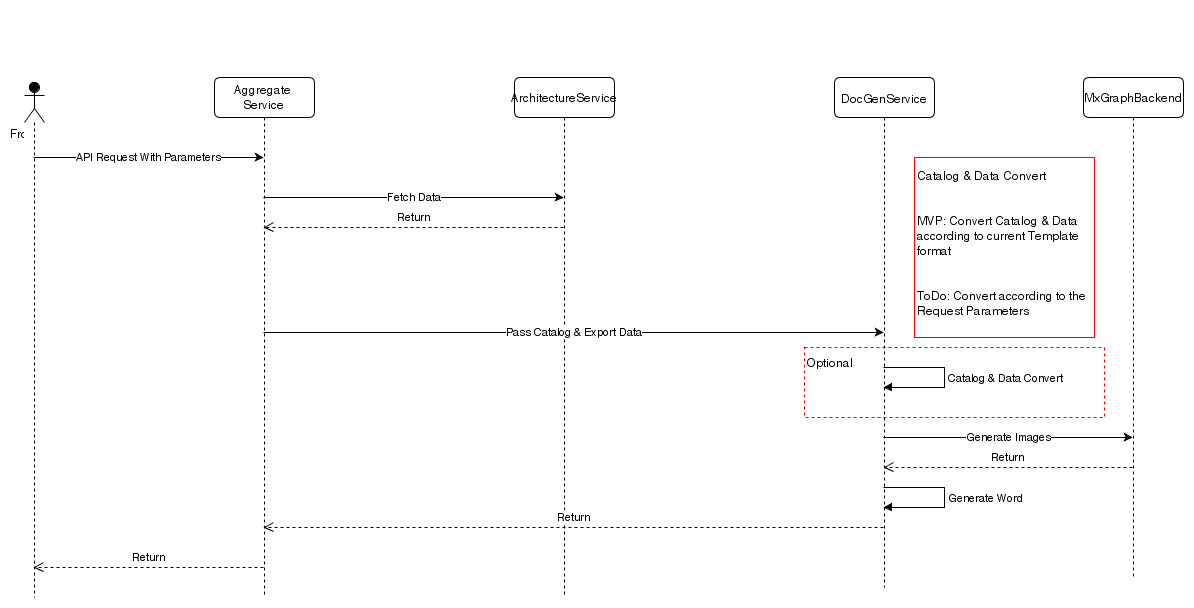 Aggregate
Service
ArchitectureService
DocGenService
MxGraphBackend
API Request With Parameters
Fetch Data
Return
Catalog & Data Convert
MVP: Convert Catalog & Data
according to current Template
format
ToDo: Convert according to the
Request Parameters
Pass Catalog & Export Data
Optional
Catalog & Data Convert
Generate Images
Return
Generate Word
Return
Return